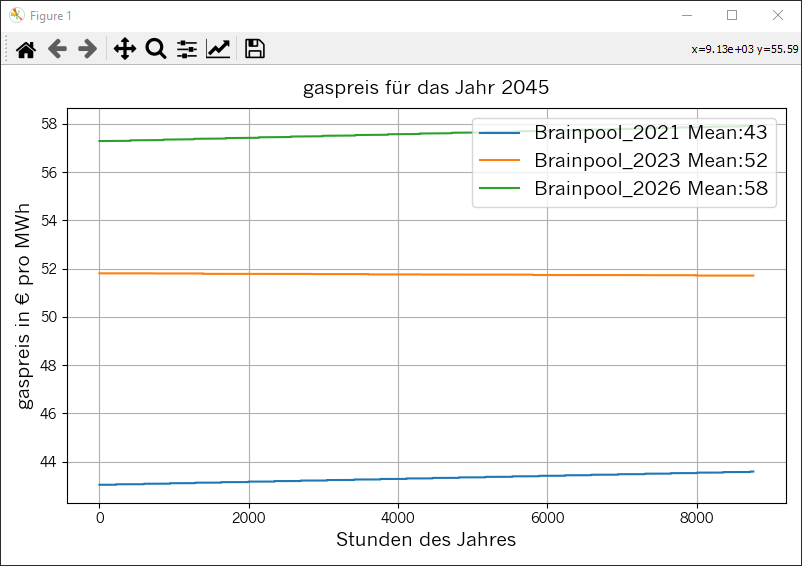 Figure 1
x=9.13e+03 y=55.59
gaspreis für das Jahr 2045
58
56
54
52
50
48
46
44
gaspreis in € pro MWh
Brainpool_2021 Mean:43
Brainpool_2023 Mean:52
Brainpool_2026 Mean:58
0
2000
4000
6000
8000
Stunden des Jahres